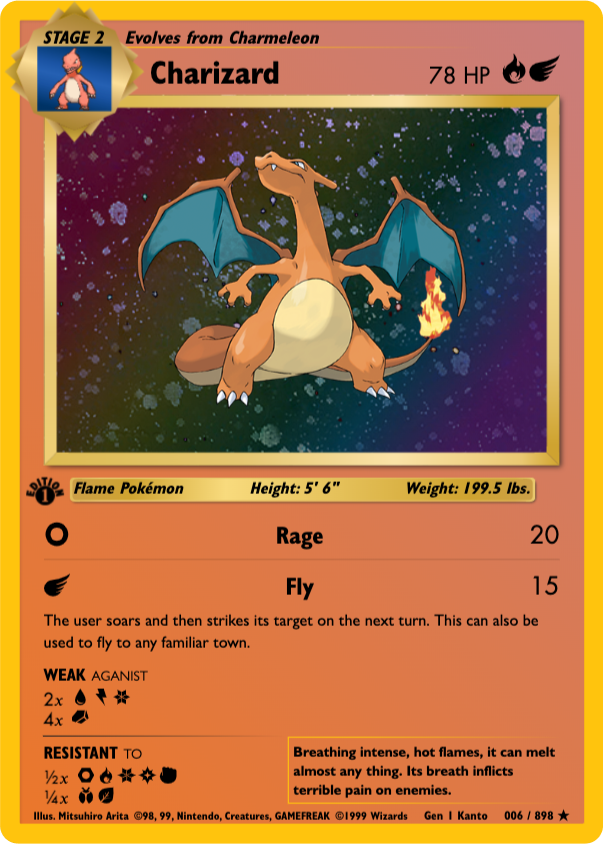 STAGE 2 Evolves from Charmeleon
Charizard 78 HP
EDITION 1
Flame Pokémon Height: 5' 6" Weight: 199.5 lbs.
Rage 20
Fly 15
The user soars and then strikes its target on the next turn. This can also be
used to fly to any familiar town.
WEAK AGANIST
2x
4x
RESISTANT TO
½x
¼x
Breathing intense, hot flames, it can melt
almost any thing. Its breath inflicts
terrible pain on enemies.
Illus. Mitsuhiro Arita ©98, 99, Nintendo, Creatures, GAMEFREAK ©1999 Wizards Gen 1 Kanto 006 / 898 ★